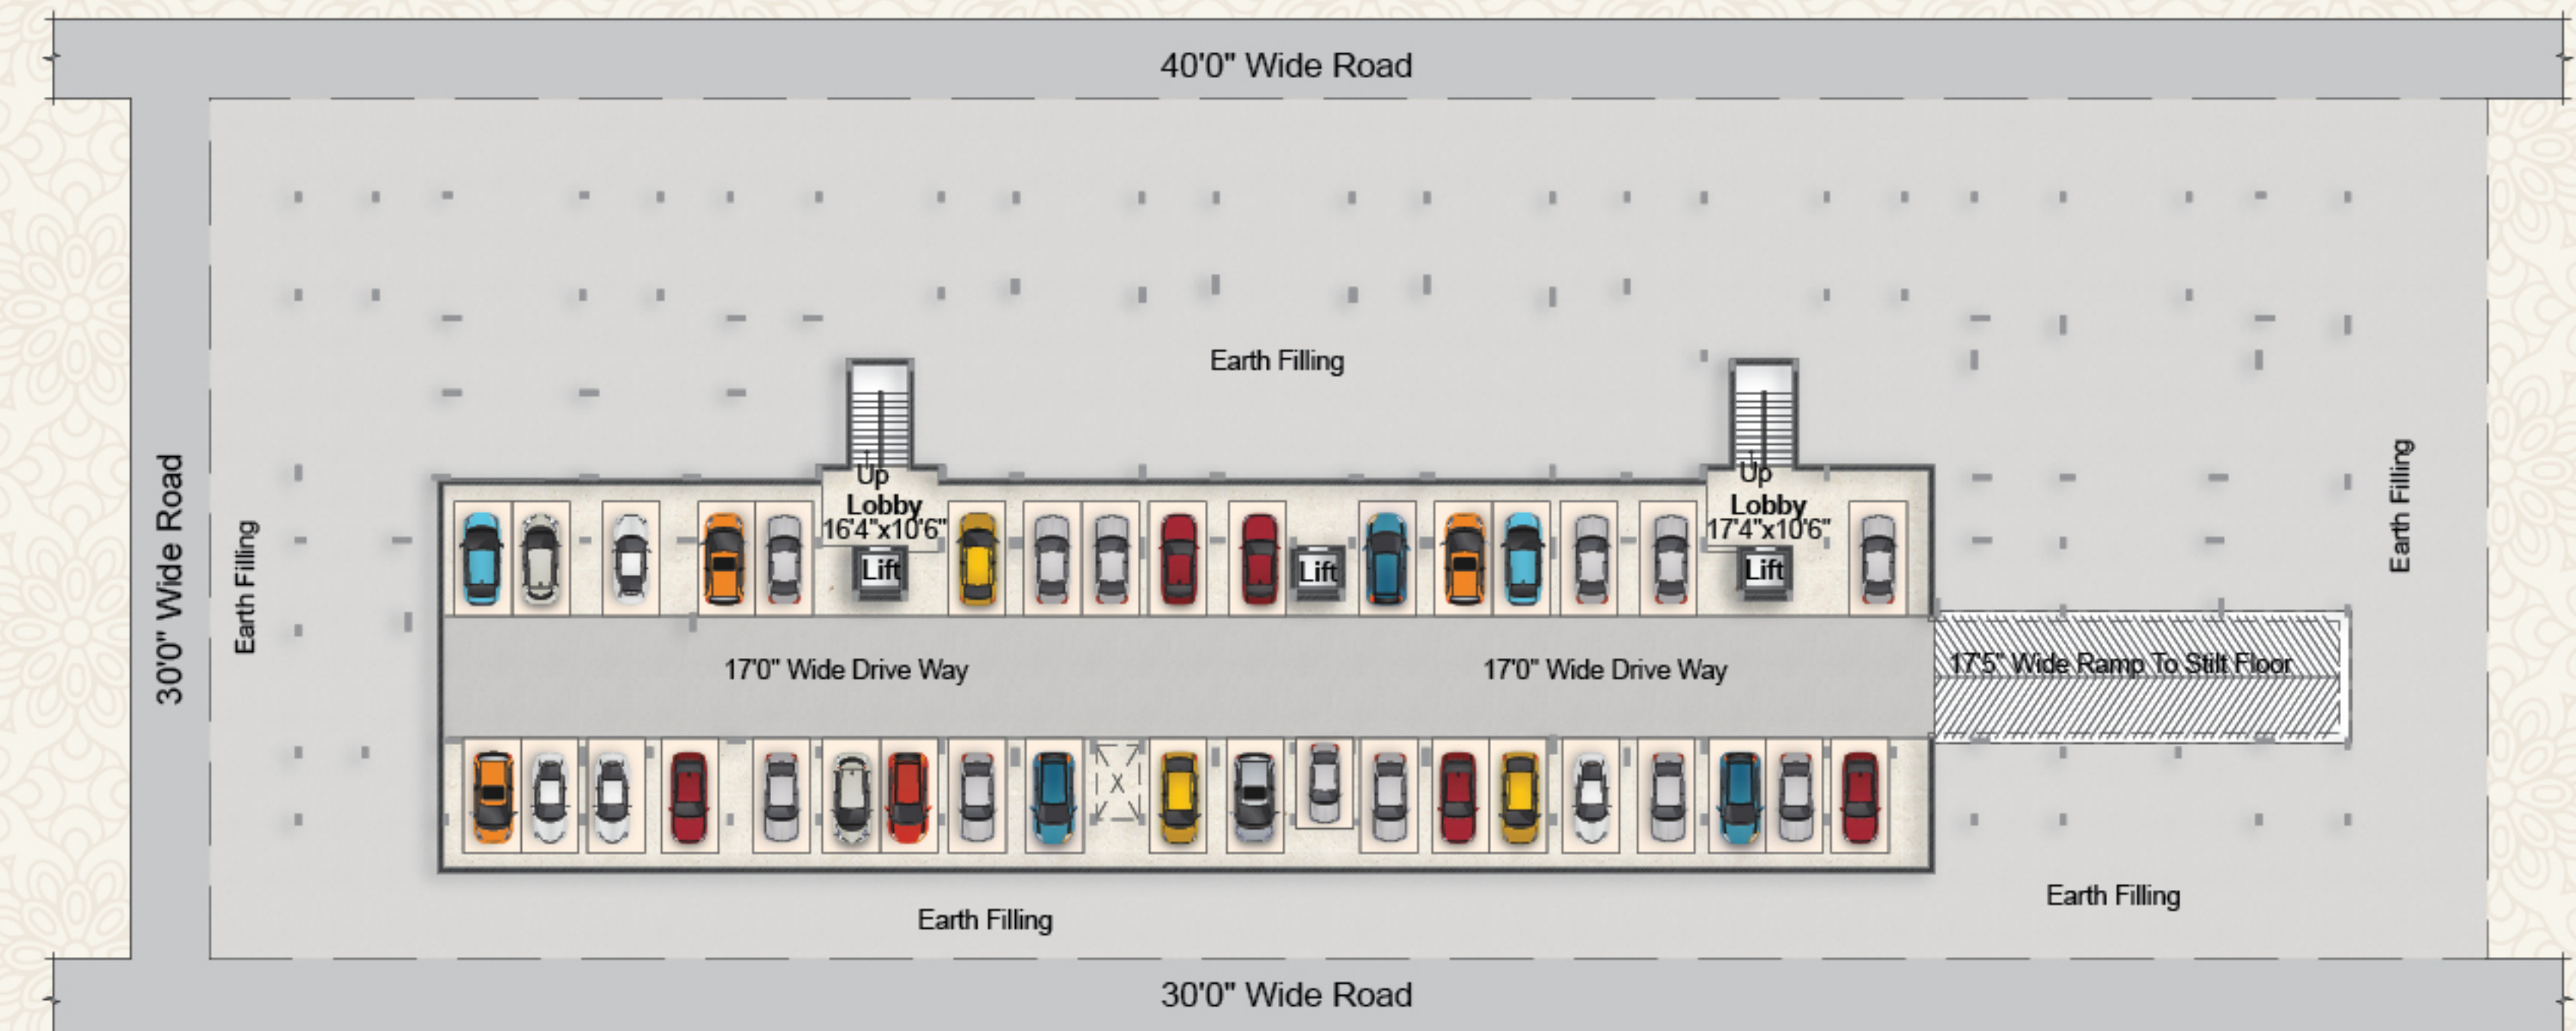 40'0" Wide Road
Earth Filling
Up
Lobby
16'4"x10'6"
Lift
Lift
Up
Lobby
17'4"x10'6"
Lift
30'0" Wide Road
Earth Filling
Earth Filling
17'0" Wide Drive Way
17'0" Wide Drive Way
17'5" Wide Ramp To Stilt Floor
X
Earth Filling
Earth Filling
30'0" Wide Road